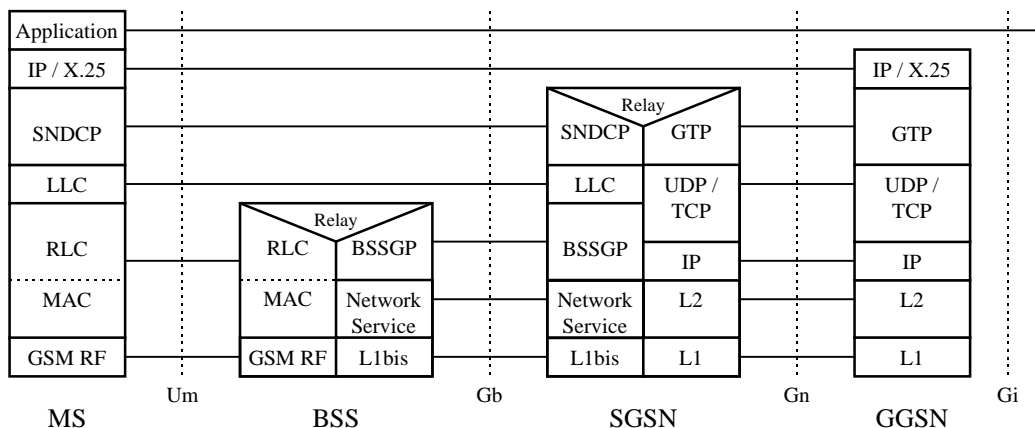 Application
IP / X.25
IP / X.25
Relay
SNDCP
SNDCP
GTP
GTP
LLC
LLC
UDP /
TCP
UDP /
TCP
Relay
RLC
RLC
BSSGP
BSSGP
IP
IP
MAC
MAC
Network
Service
Network
Service
L2
L2
GSM RF
GSM RF
L1bis
L1bis
L1
L1
Um
Gb
Gn
Gi
MS
BSS
SGSN
GGSN